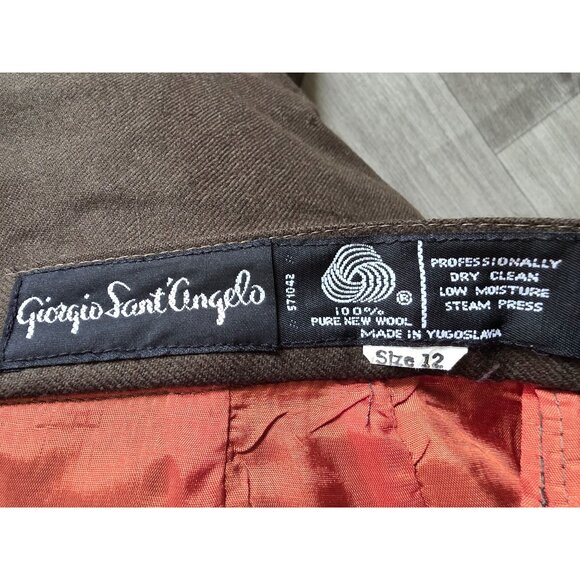 Giorgio Sant'Angelo
571042
®
100%
PURE NEW WOOL
MADE IN YUGOSLAVIA
PROFESSIONALLY
DRY CLEAN
LOW MOISTURE
STEAM PRESS
Size 12